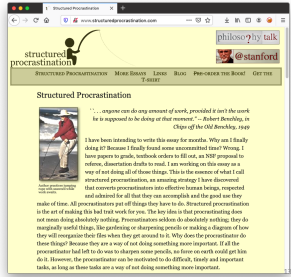 Structured Procrastination
www.structuredprocrastination.com
philoso?hy talk
structured
procrastination
@stanford
STRUCTURED PROCRASTINATION MORE ESSAYS LINKS BLOG PRE-ORDER THE BOOK! GET THE
T-SHIRT
Structured Procrastination
". . . anyone can do any amount of work, provided it isn't the work
he is supposed to be doing at that moment." -- Robert Benchley, in
Chips off the Old Benchley, 1949
I have been intending to write this essay for months. Why am I finally
doing it? Because I finally found some uncommitted time? Wrong. I
have papers to grade, textbook orders to fill out, an NSF proposal to
referee, dissertation drafts to read. I am working on this essay as a
way of not doing all of those things. This is the essence of what I call
structured procrastination, an amazing strategy I have discovered
that converts procrastinators into effective human beings, respected
and admired for all that they can accomplish and the good use they
Author practices jumping
rope with seaweed while
work awaits.
make of time. All procrastinators put off things they have to do. Structured procrastination
is the art of making this bad trait work for you. The key idea is that procrastinating does
not mean doing absolutely nothing. Procrastinators seldom do absolutely nothing; they do
marginally useful things, like gardening or sharpening pencils or making a diagram of how
they will reorganize their files when they get around to it. Why does the procrastinator do
these things? Because they are a way of not doing something more important. If all the
procrastinator had left to do was to sharpen some pencils, no force on earth could get him
do it. However, the procrastinator can be motivated to do difficult, timely and important
tasks, as long as these tasks are a way of not doing something more important.